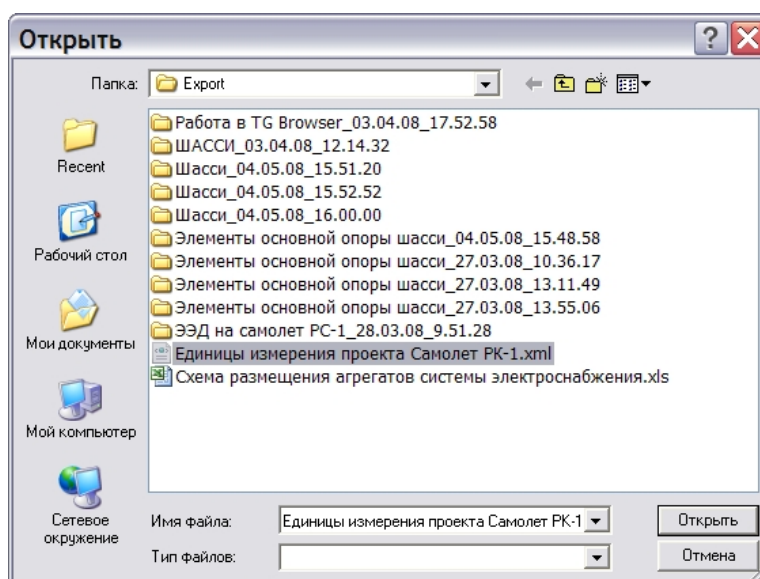 Открыть
Папка: Export
Работа в TG Browser_03.04.08_17.52.58
ШАССИ_03.04.08_12.14.32
Шасси_04.05.08_15.51.20
Шасси_04.05.08_15.52.52
Шасси_04.05.08_16.00.00
Элементы основной опоры шасси_04.05.08_15.48.58
Элементы основной опоры шасси_27.03.08_10.36.17
Элементы основной опоры шасси_27.03.08_13.11.49
Элементы основной опоры шасси_27.03.08_13.55.06
ЭЭД на самолет РС-1_28.03.08_9.51.28
Единицы измерения проекта Самолет РК-1.xml
Схема размещения агрегатов системы электроснабжения.xls
Recent
Рабочий стол
Мои документы
Мой компьютер
Сетевое
окружение
Имя файла: Единицы измерения проекта Самолет РК-1 Открыть
Тип файлов: Отмена